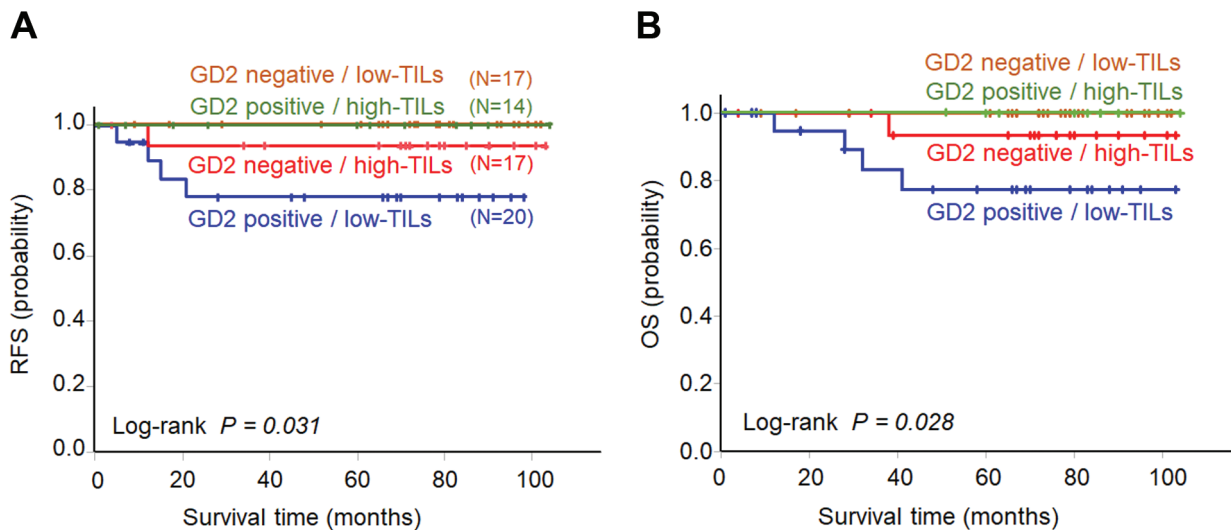 A
GD2 negative / low-TILs (N=17)
GD2 positive / high-TILs (N=14)
GD2 negative / high-TILs (N=17)
GD2 positive / low-TILs (N=20)
1.0
0.8
0.6
0.4
0.2
0.0
RFS (probability)
Log-rank P = 0.031
0 20 40 60 80 100
Survival time (months)
B
GD2 negative / low-TILs
GD2 positive / high-TILs
GD2 negative / high-TILs
GD2 positive / low-TILs
1.0
0.8
0.6
0.4
0.2
0.0
OS (probability)
Log-rank P = 0.028
0 20 40 60 80 100
Survival time (months)